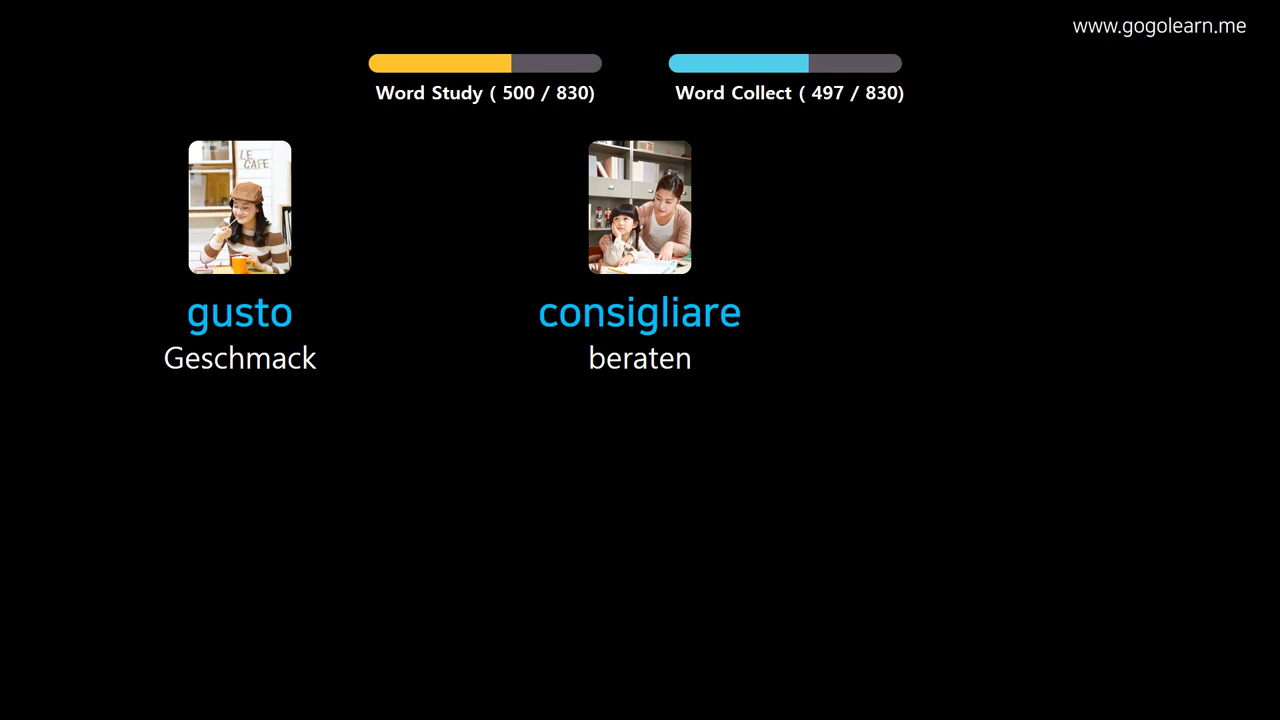 www.gogolearn.me
Word Study ( 500 / 830)
Word Collect ( 497 / 830)
LE
CAFE
gusto
consigliare
Geschmack
beraten